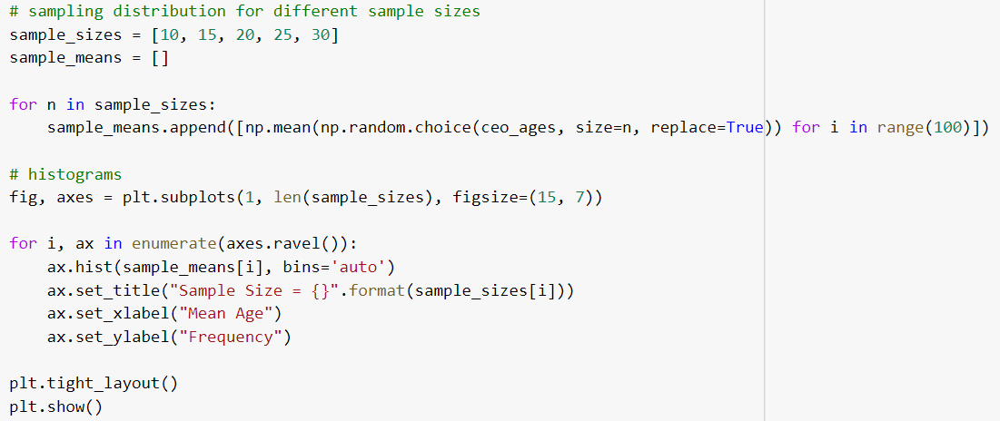 # sampling distribution for different sample sizes
sample_sizes = [10, 15, 20, 25, 30]
sample_means = []

for n in sample_sizes:
    sample_means.append([np.mean(np.random.choice(ceo_ages, size=n, replace=True)) for i in range(100)])

# histograms
fig, axes = plt.subplots(1, len(sample_sizes), figsize=(15, 7))

for i, ax in enumerate(axes.ravel()):
    ax.hist(sample_means[i], bins='auto')
    ax.set_title("Sample Size = {}".format(sample_sizes[i]))
    ax.set_xlabel("Mean Age")
    ax.set_ylabel("Frequency")

plt.tight_layout()
plt.show()